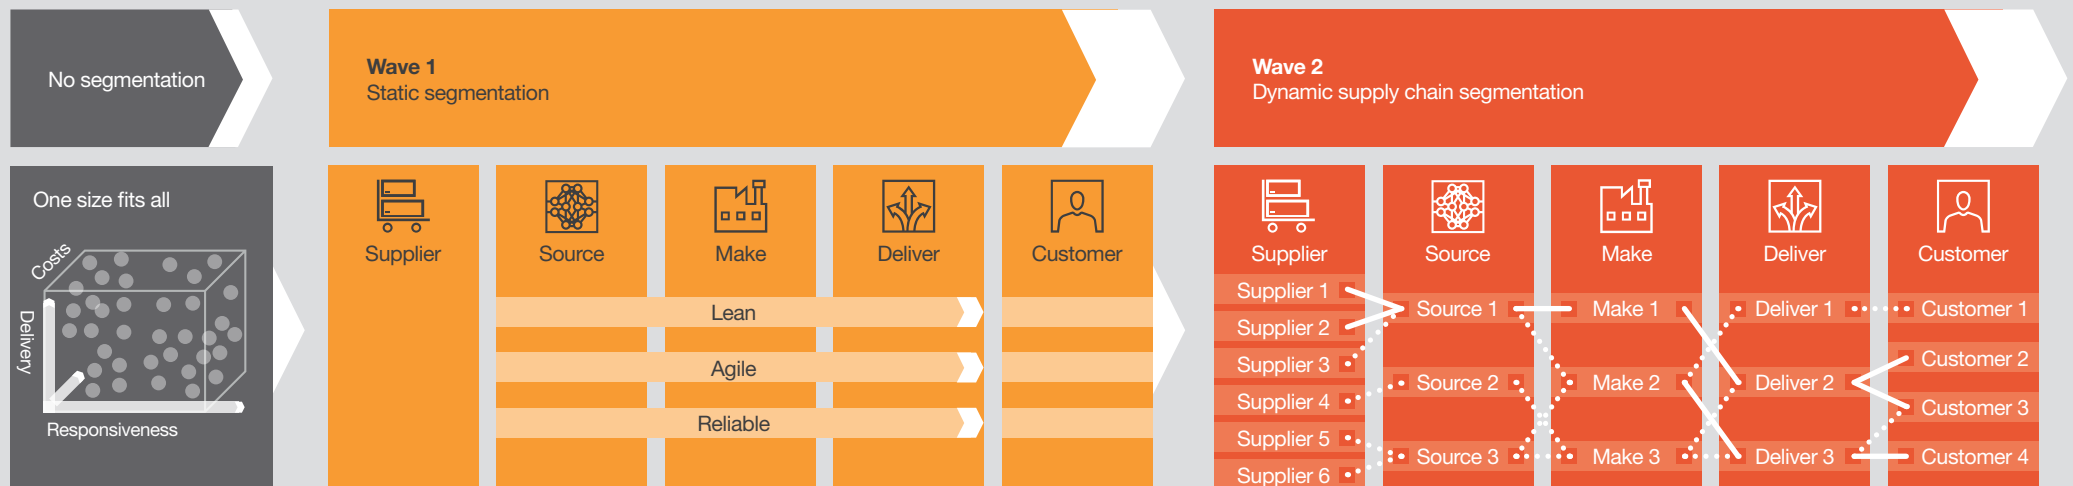 No segmentation
One size fits all
Costs
Delivery
Responsiveness
Wave 1
Static segmentation
Supplier
Source
Make
Deliver
Customer
Lean
Agile
Reliable
Wave 2
Dynamic supply chain segmentation
Supplier
Source
Make
Deliver
Customer
Supplier 1
Supplier 2
Supplier 3
Supplier 4
Supplier 5
Supplier 6
Source 1
Source 2
Source 3
Make 1
Make 2
Make 3
Deliver 1
Deliver 2
Deliver 3
Customer 1
Customer 2
Customer 3
Customer 4